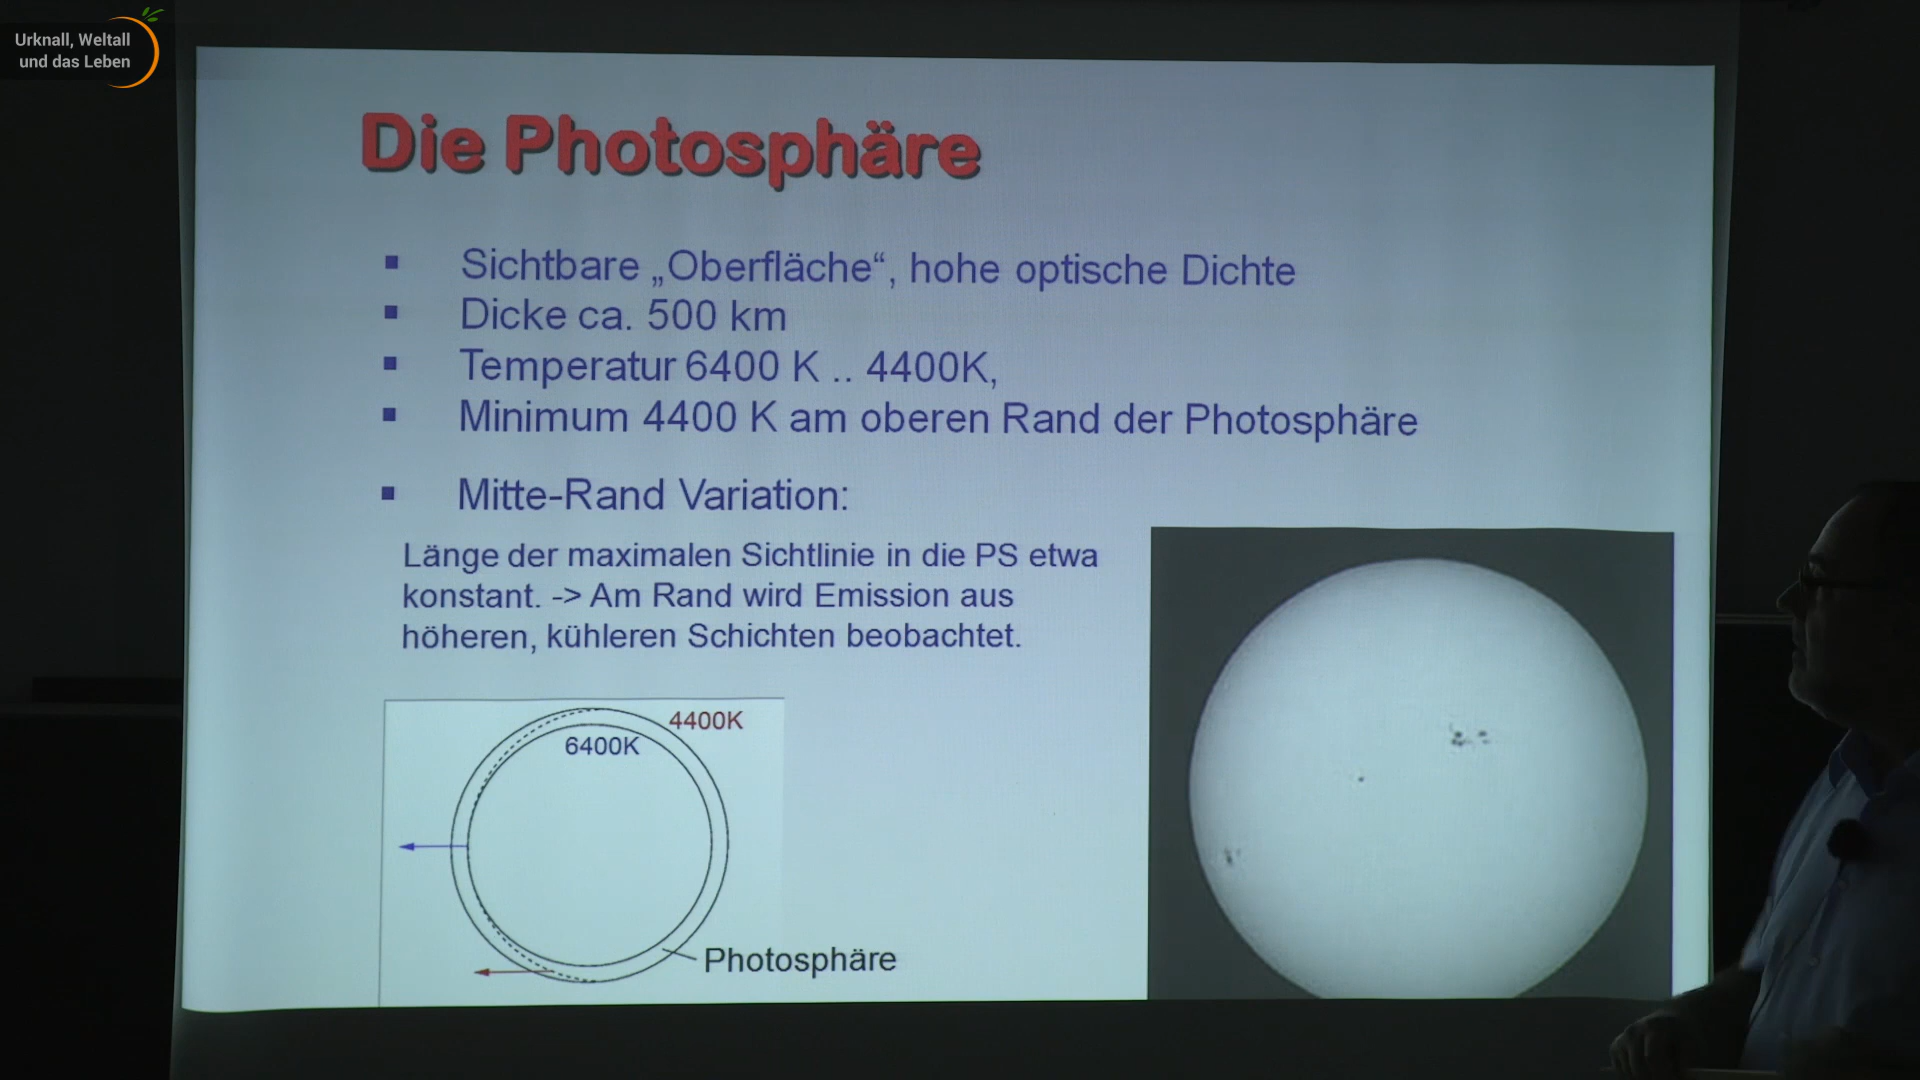 Urknall, Weltall
und das Leben
Die Photosphäre
▪ Sichtbare „Oberfläche“, hohe optische Dichte
▪ Dicke ca. 500 km
▪ Temperatur 6400 K .. 4400K,
▪ Minimum 4400 K am oberen Rand der Photosphäre
▪ Mitte-Rand Variation:
Länge der maximalen Sichtlinie in die PS etwa
konstant. -> Am Rand wird Emission aus
höheren, kühleren Schichten beobachtet.
4400K
6400K
Photosphäre